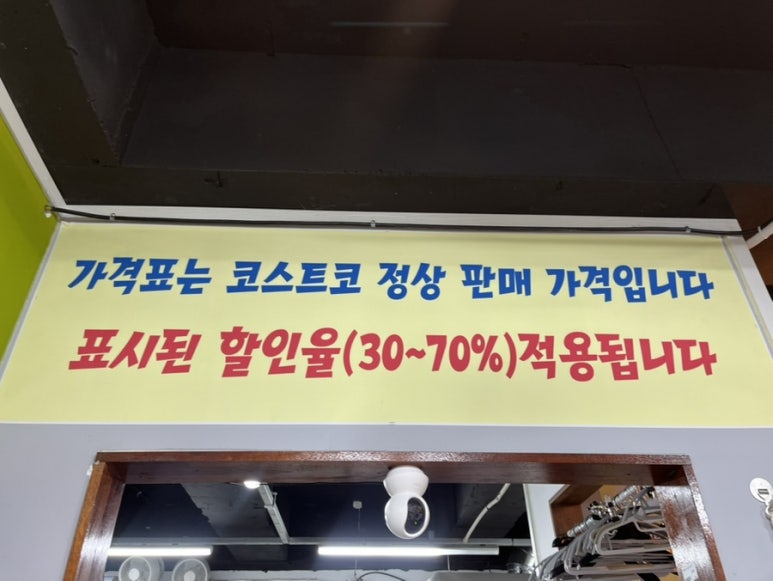 가격표는 코스트코 정상 판매 가격입니다
표시된 할인율(30~70%)적용됩니다